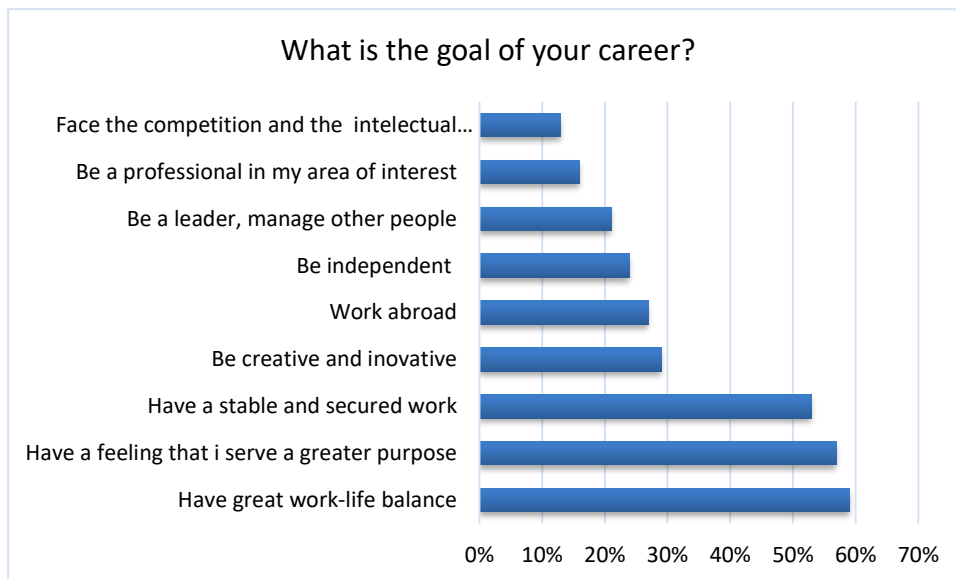 What is the goal of your career?
Face the competition and the intelectual...
Be a professional in my area of interest
Be a leader, manage other people
Be independent
Work abroad
Be creative and inovative
Have a stable and secured work
Have a feeling that i serve a greater purpose
Have great work-life balance
0% 10% 20% 30% 40% 50% 60% 70%